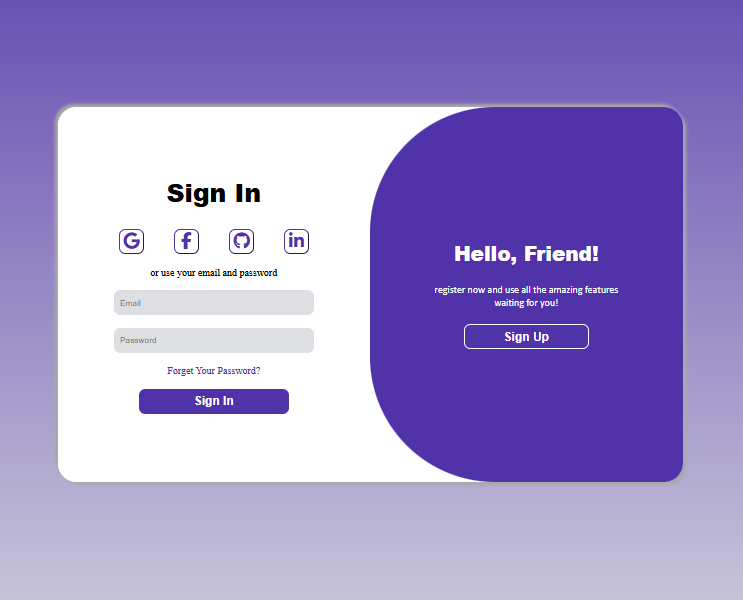 Sign In
or use your email and password
Email
Password
Forget Your Password?
Sign In
Hello, Friend!
register now and use all the amazing features
waiting for you!
Sign Up